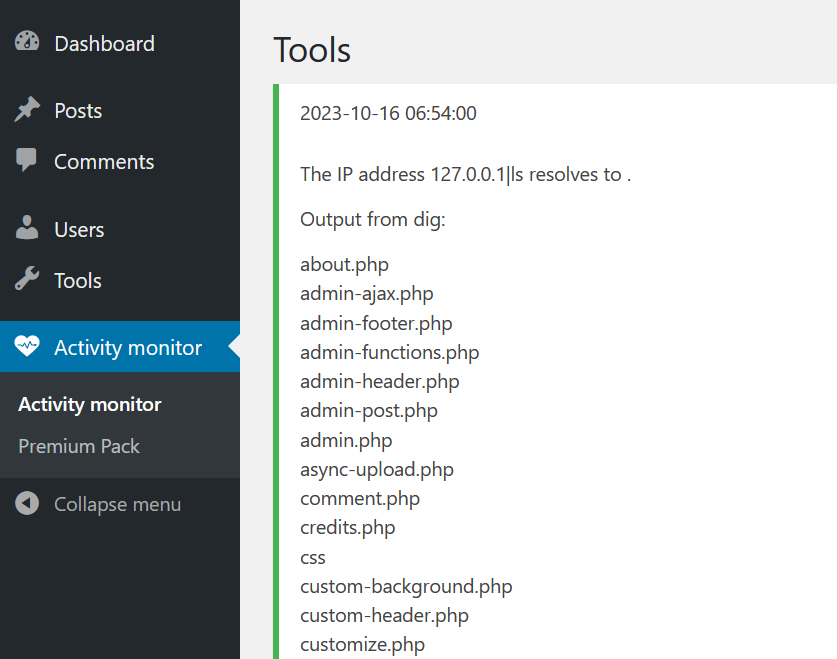 Dashboard
Posts
Comments
Users
Tools
Activity monitor
Activity monitor
Premium Pack
Collapse menu
Tools
2023-10-16 06:54:00
The IP address 127.0.0.1|ls resolves to .
Output from dig:
about.php
admin-ajax.php
admin-footer.php
admin-functions.php
admin-header.php
admin-post.php
admin.php
async-upload.php
comment.php
credits.php
css
custom-background.php
custom-header.php
customize.php